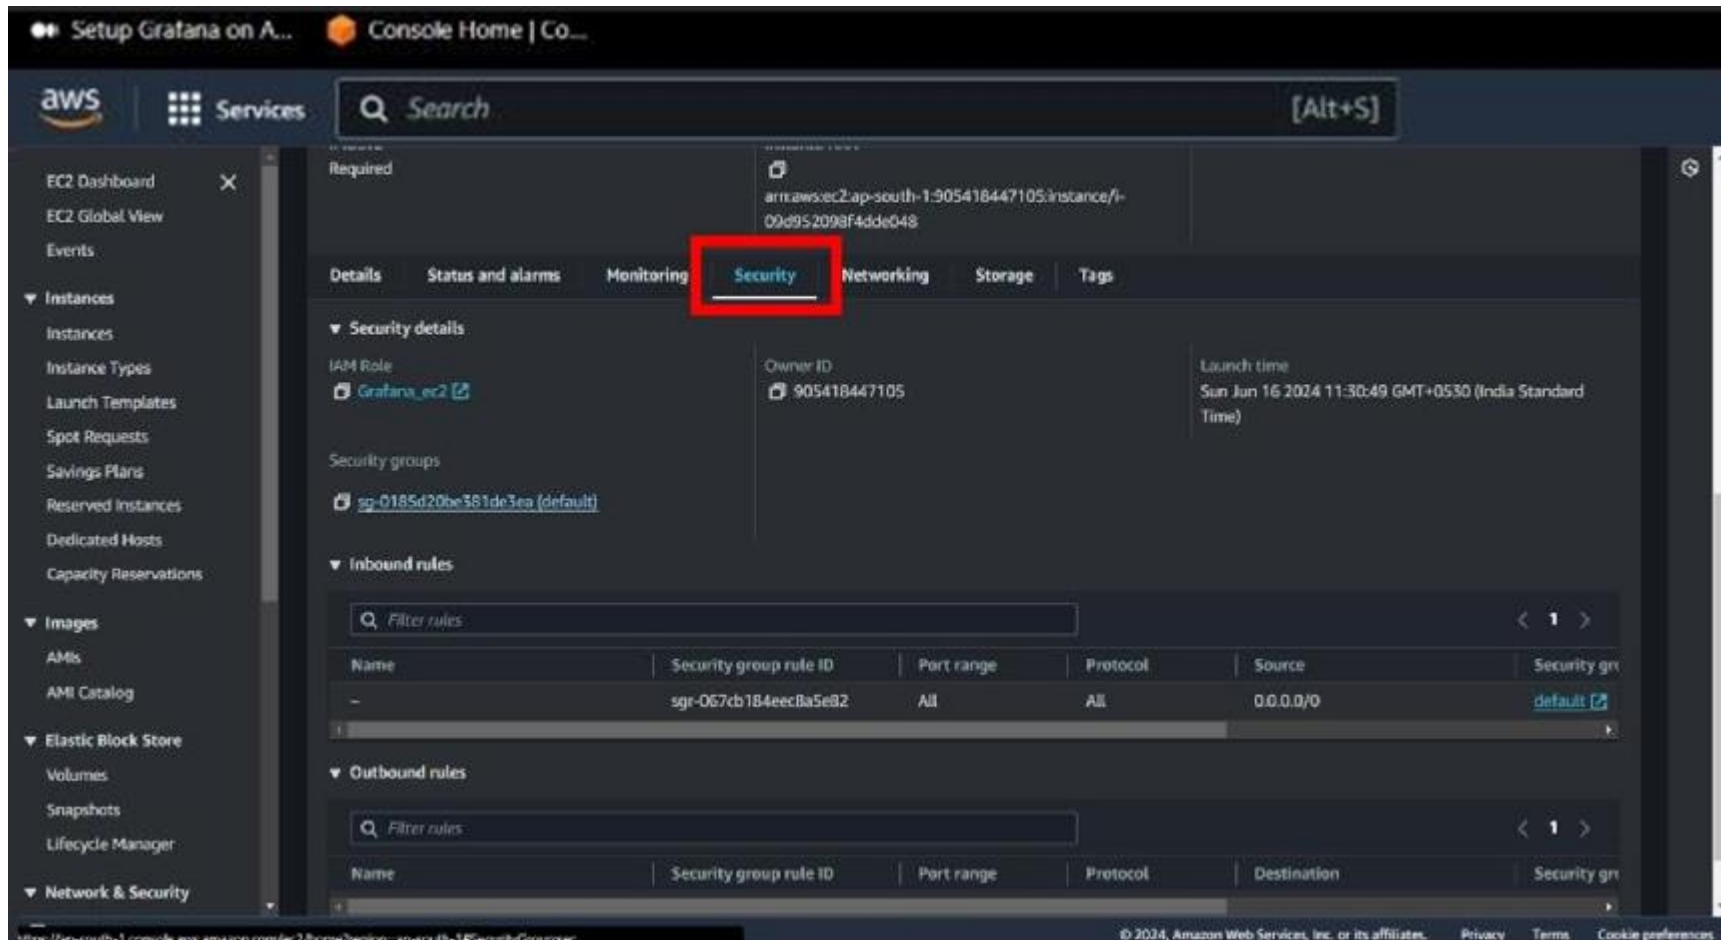 Setup Grafana on A...
Console Home | Co...
aws
Services
Search
[Alt+S]
EC2 Dashboard
EC2 Global View
Events
Instances
Instances
Instance Types
Launch Templates
Spot Requests
Savings Plans
Reserved Instances
Dedicated Hosts
Capacity Reservations
Images
AMIs
AMI Catalog
Elastic Block Store
Volumes
Snapshots
Lifecycle Manager
Network & Security
Required
arn:aws:ec2:ap-south-1:905418447105:instance/i-
09d952098f4dde048
Details Status and alarms Monitoring Security Networking Storage Tags
Security details
IAM Role
Grafana_ec2
Owner ID
905418447105
Launch time
Sun Jun 16 2024 11:30:49 GMT+0530 (India Standard
Time)
Security groups
sg-0185d20be381de3ea (default)
Inbound rules
Filter rules
1
Name Security group rule ID Port range Protocol Source Security gro
– sgr-067cb184eec8a5e82 All All 0.0.0.0/0 default
Outbound rules
Filter rules
1
Name Security group rule ID Port range Protocol Destination Security gro
© 2024, Amazon Web Services, Inc. or its affiliates. Privacy Terms Cookie preferences